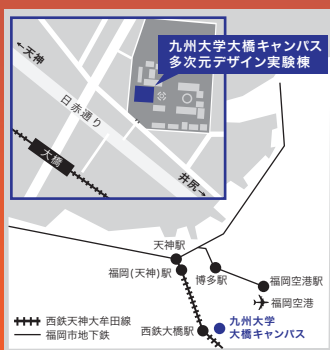 九州大学大橋キャンパス
多次元デザイン実験棟
←天神
日赤通り
大橋
井尻→
天神駅
福岡(天神)駅
博多駅
福岡空港駅
福岡空港
西鉄天神大牟田線
福岡市地下鉄
西鉄大橋駅
九州大学
大橋キャンパス